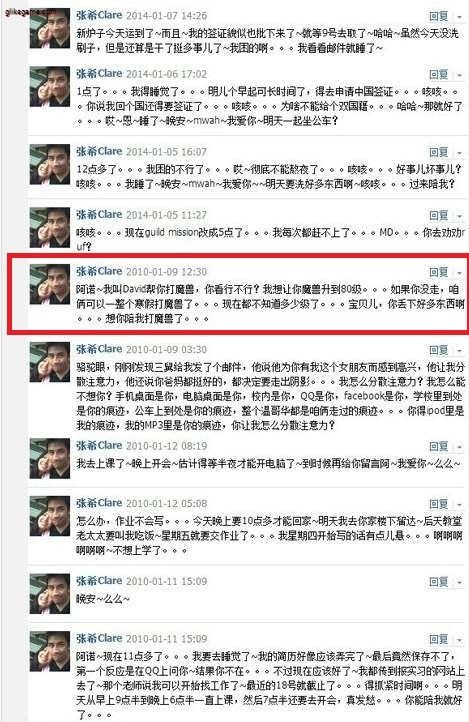 glikegame.com
张希Clare 2014-01-07 14:26 回复
新炉子今天送到了~而且~我的签证貌似也批下来了~就等9号去取了~哈哈~虽然今天没洗
刷子，但是还算是干了挺多事儿了~我困的啊。。。我看看邮件就睡了~
张希Clare 2014-01-06 17:02 回复
1点了。。。我得睡觉了。。。明儿个早起可长时间了，得去申请中国签证。。。咳咳。。
。你说我回个国还得要签证了。。。咳咳。。。为啥不能给个双国籍。。。哈哈~那就好了
。。。哎~恩~睡了~晚安~mwah~我爱你~明天一起坐公车？
张希Clare 2014-01-05 16:07 回复
12点多了。。。我困的不行了。。。哎~彻底不能熬夜了。。。咳咳。。。好事儿坏事儿？
咳咳。。。我睡了~晚安~mwah~我爱你~~明天要洗好多东西啊~咳咳。。。过来陪我？
张希Clare 2014-01-05 11:27 回复
咳咳。。。现在guild mission改成5点了。。。我每次都赶不上了。。。MD。。。你去劝劝r
uf?
张希Clare 2010-01-09 12:30 回复
阿诺~我叫David帮你打魔兽，你看行不行？我想让你魔兽升到80级。。。如果你没走，咱
俩可以一整个寒假打魔兽了。。。现在都不知道多少级了。。。宝贝儿，你丢下好多东西啊
。。。想你陪我打魔兽了。。。
张希Clare 2010-01-09 03:30 回复
骆驼眼，刚刚发现三舅给我发了个邮件，他说他为你有我这个女朋友而感到高兴，他让我分
散注意力，他还说你爸妈都挺好的，都决定要走出阴影。。。我怎么分散注意力？我怎么能
不想你？手机桌面是你，电脑桌面是你，校内是你，QQ是你，facebook是你，学校里到处
是你的痕迹，公车上到处是你的痕迹，整个温哥华都是咱俩走过的痕迹。。。你得ipod里是
我的痕迹，我的MP3里是你的痕迹，你让我怎么分散注意力？
张希Clare 2010-01-12 08:19 回复
我去上课了~晚上开会~估计得等半夜才能开电脑了~到时候再给你留言阿~我爱你~么么~
张希Clare 2010-01-12 05:08 回复
怎么办，作业不会写。。。今天晚上要10点多才能回家~明天我去你家楼下溜达~后天教堂
老太太要叫我吃饭~星期五就要交作业了。。。我星期四开始写的话有点儿悬。。。啊啊啊
啊啊啊啊~不想上学了。。。
张希Clare 2010-01-11 15:09 回复
晚安~么么~
张希Clare 2010-01-11 15:09 回复
阿诺~现在11点多了。。。我要去睡觉了~我的简历好像应该弄完了~最后竟然保存不了，
第一个反应是在QQ上问你~结果你不在。。。不过现在应该好了~我都传到报实习的网站上
去了~那个老师说我可以开始找工作了~最近的18号就截止了。。。得抓紧时间啊。。。明
天从早上9点半到晚上6点半一直上课，然后7点半还要去开会，真发愁。。。你能陪我就好
了。。。